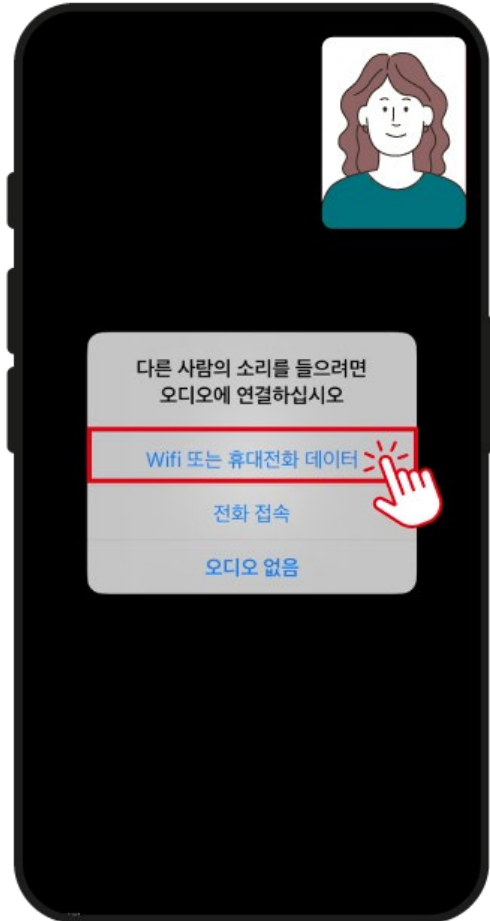 다른 사람의 소리를 들으려면
오디오에 연결하십시오
Wifi 또는 휴대전화 데이터
전화 접속
오디오 없음